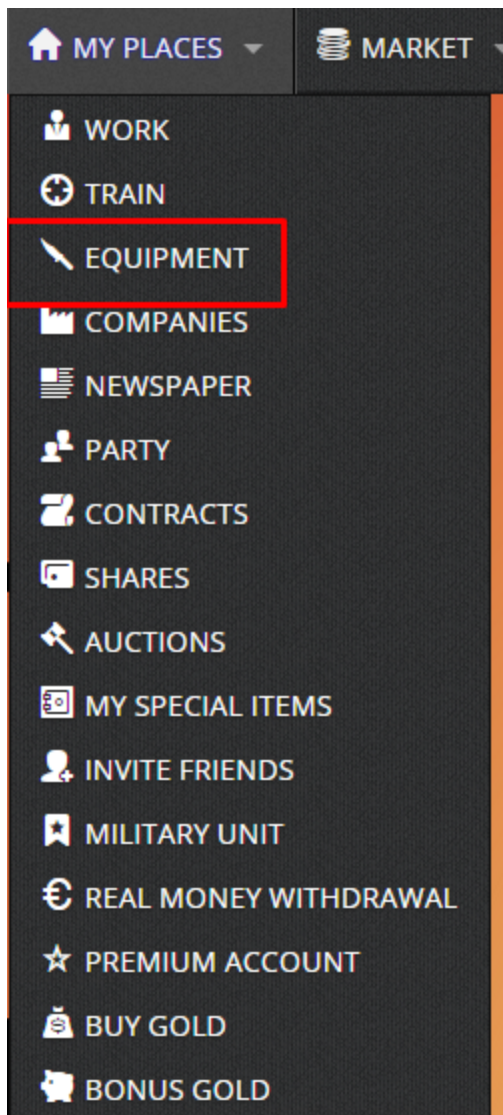 MY PLACES MARKET
WORK
TRAIN
EQUIPMENT
COMPANIES
NEWSPAPER
PARTY
CONTRACTS
SHARES
AUCTIONS
MY SPECIAL ITEMS
INVITE FRIENDS
MILITARY UNIT
REAL MONEY WITHDRAWAL
PREMIUM ACCOUNT
BUY GOLD
BONUS GOLD